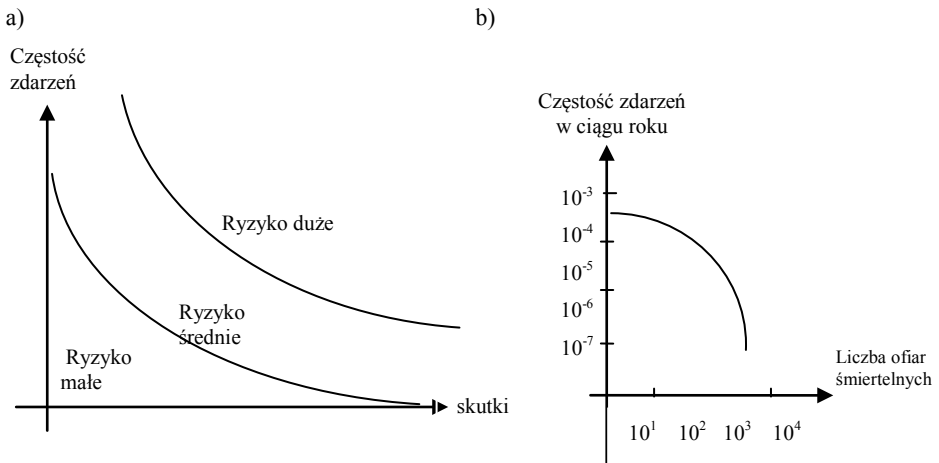 a)
Częstość
zdarzeń
Ryzyko duże
Ryzyko
średnie
Ryzyko
małe
skutki
b)
Częstość zdarzeń
w ciągu roku
10⁻³
10⁻⁴
10⁻⁵
10⁻⁶
10⁻⁷
Liczba ofiar
śmiertelnych
10¹ 10² 10³ 10⁴